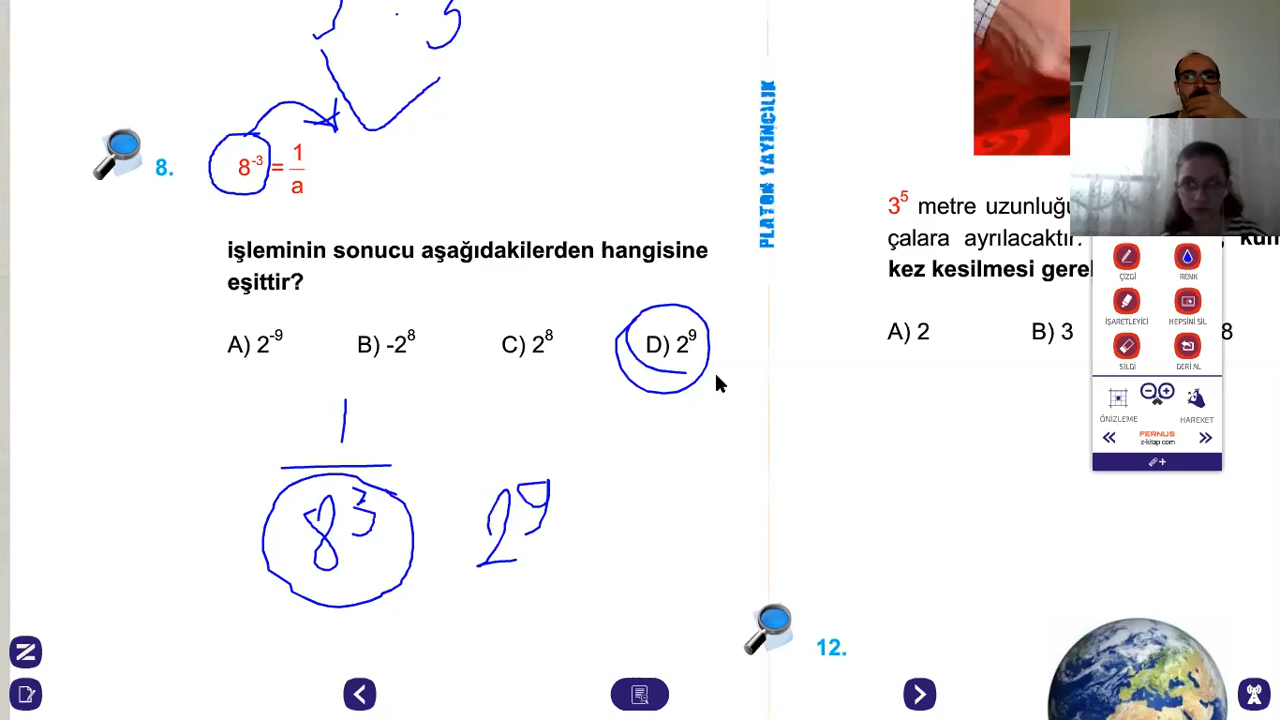 3
8. 8⁻³ = 1/a
işleminin sonucu aşağıdakilerden hangisine
eşittir?
A) 2⁻⁹ B) -2⁸ C) 2⁸ D) 2⁹
1
8³ 2⁹
PLATON YAYINCILIK
3⁵ metre uzunluğu
çalara ayrılacaktır.
kez kesilmesi gerel
A) 2 B) 3 8
12.
ÇİZGİ RENK
İŞARETLEYİCİ HEPSİNİ SİL
SİLGİ GERİ AL
ÖNİZLEME HAREKET
FERNUS
z-kitap.com